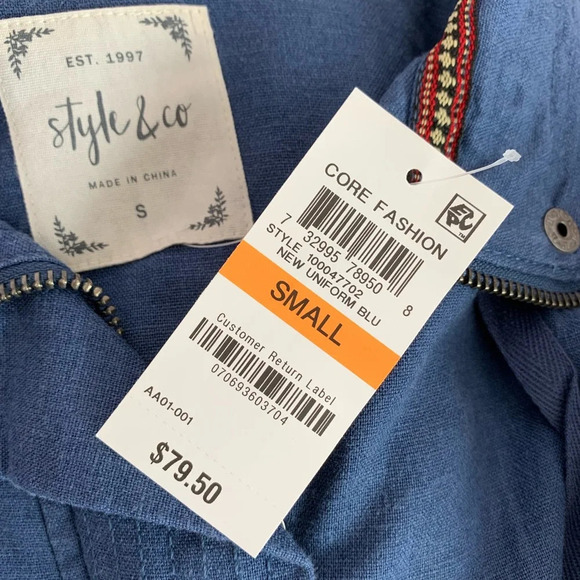 EST. 1997
style & co
MADE IN CHINA
S
CORE FASHION
7 32995 78950 8
STYLE 100047702
NEW UNIFORM BLU
SMALL
Customer Return Label
070693603704
AA01-001
$79.50